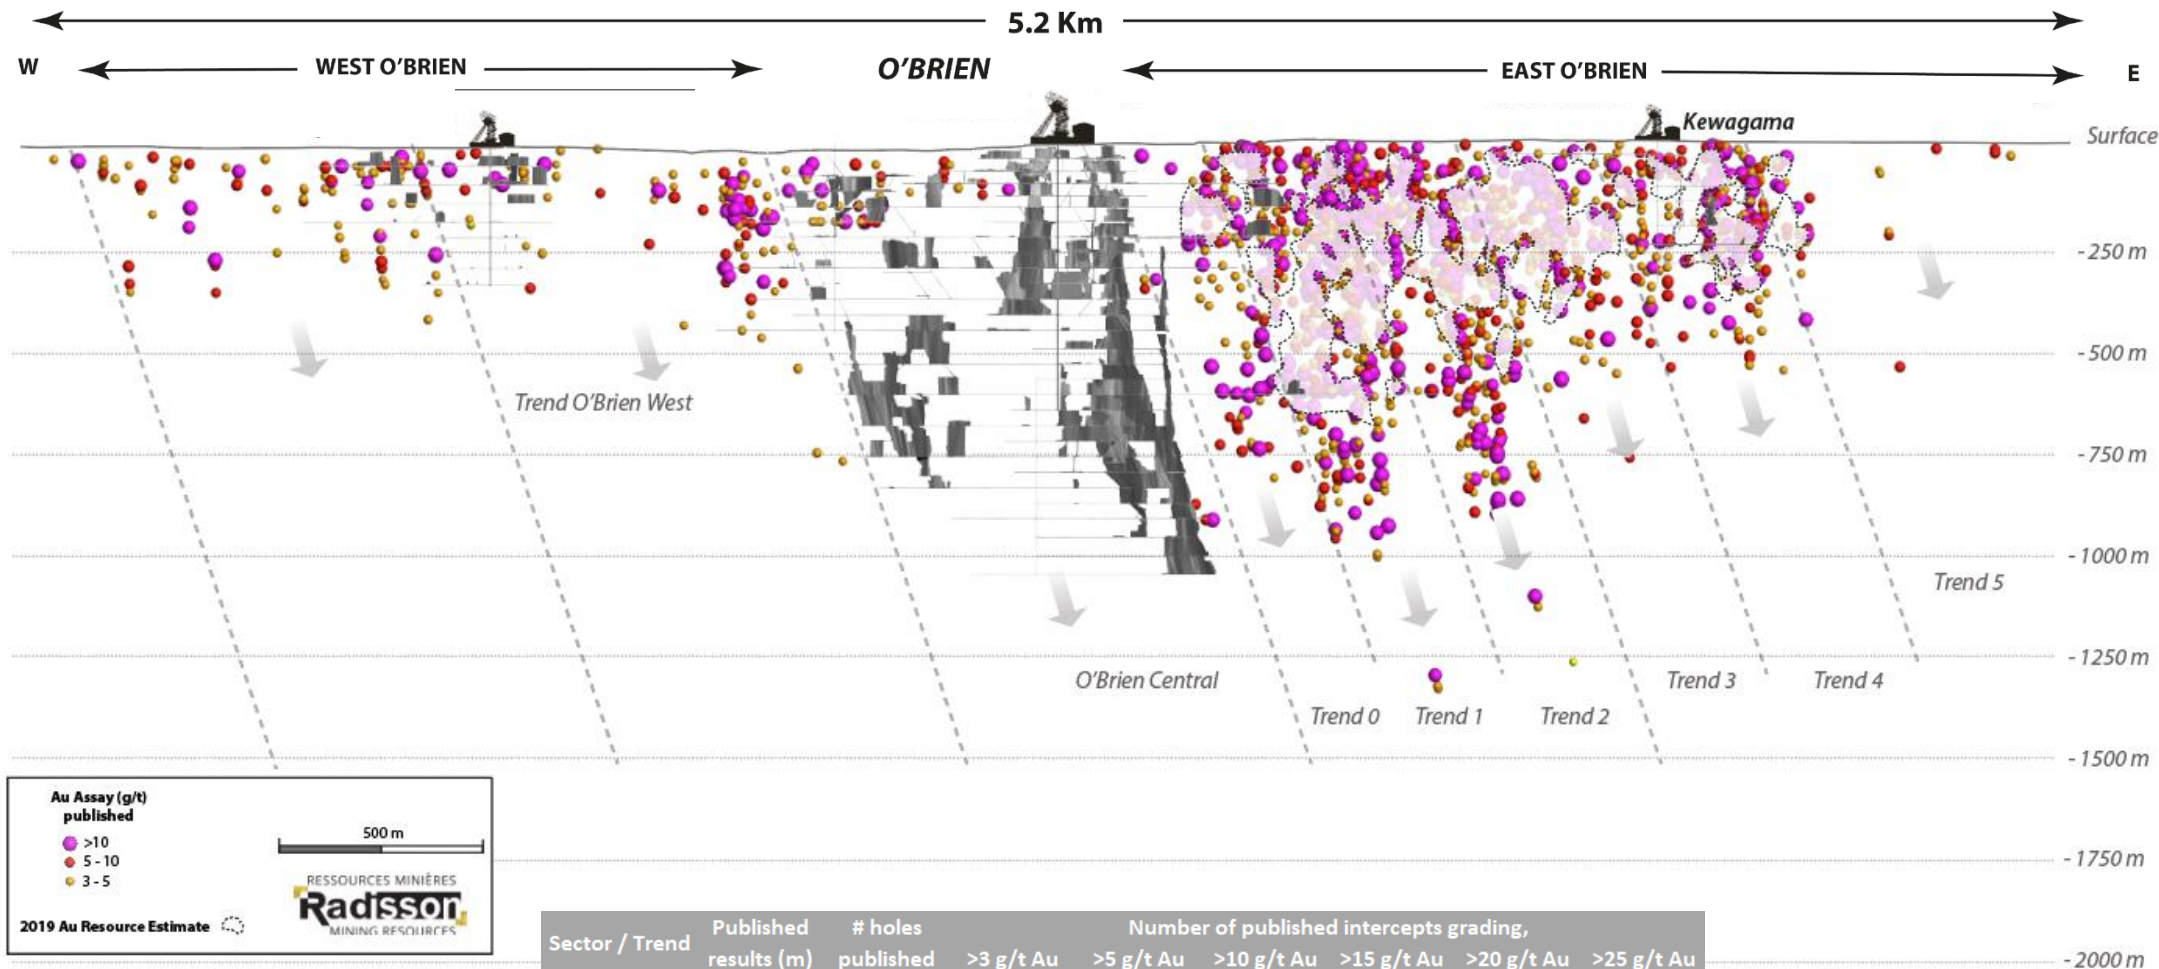 5.2 Km
W
WEST O'BRIEN
O'BRIEN
EAST O'BRIEN
E
Kewagama
Surface
- 250 m
- 500 m
Trend O'Brien West
- 750 m
- 1000 m
Trend 5
- 1250 m
O'Brien Central
Trend 3
Trend 4
Trend 0
Trend 1
Trend 2
- 1500 m
Au Assay (g/t)
published
>10
5 - 10
3 - 5
500 m
- 1750 m
RESSOURCES MINIÈRES
Radisson
MINING RESOURCES
2019 Au Resource Estimate
Sector / Trend
Published
results (m)
# holes
published
Number of published intercepts grading,
>3 g/t Au >5 g/t Au >10 g/t Au >15 g/t Au >20 g/t Au >25 g/t Au
- 2000 m